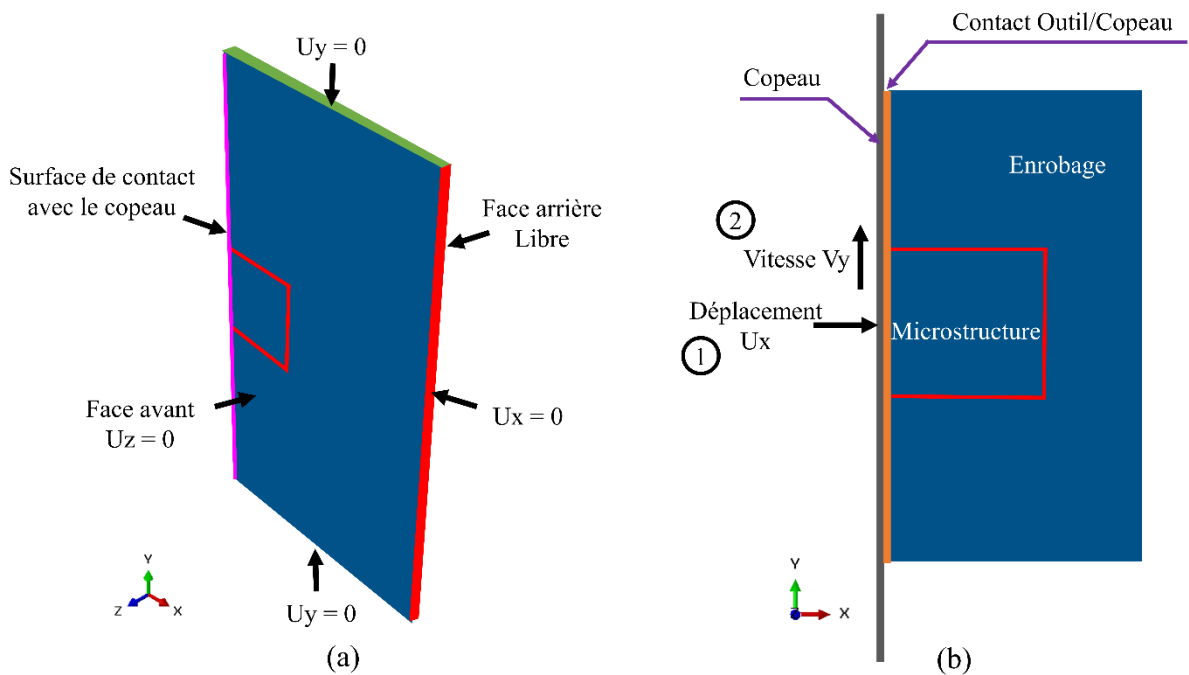 Uy = 0
Surface de contact
avec le copeau
Face arrière
Libre
Face avant
Uz = 0
Ux = 0
Uy = 0
Y
Z
X
(a)
Contact Outil/Copeau
Copeau
Enrobage
2
Vitesse Vy
Déplacement
Ux
1
Microstructure
Y
X
(b)